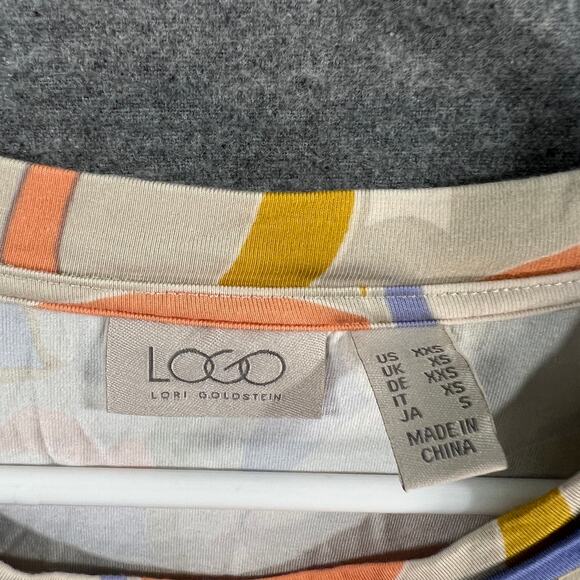 LOGO
LORI GOLDSTEIN
US XXS
UK XS
DE XXS
IT XS
JA S
MADE IN
CHINA